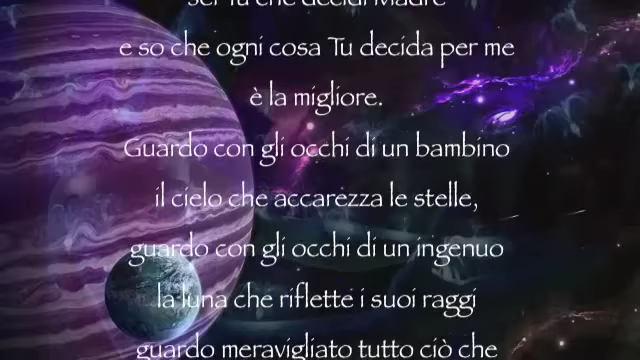 sei Tu che decidi Madre
e so che ogni cosa Tu decida per me
è la migliore.
Guardo con gli occhi di un bambino
il cielo che accarezza le stelle,
guardo con gli occhi di un ingenuo
la luna che riflette i suoi raggi
guardo meravigliato tutto ciò che